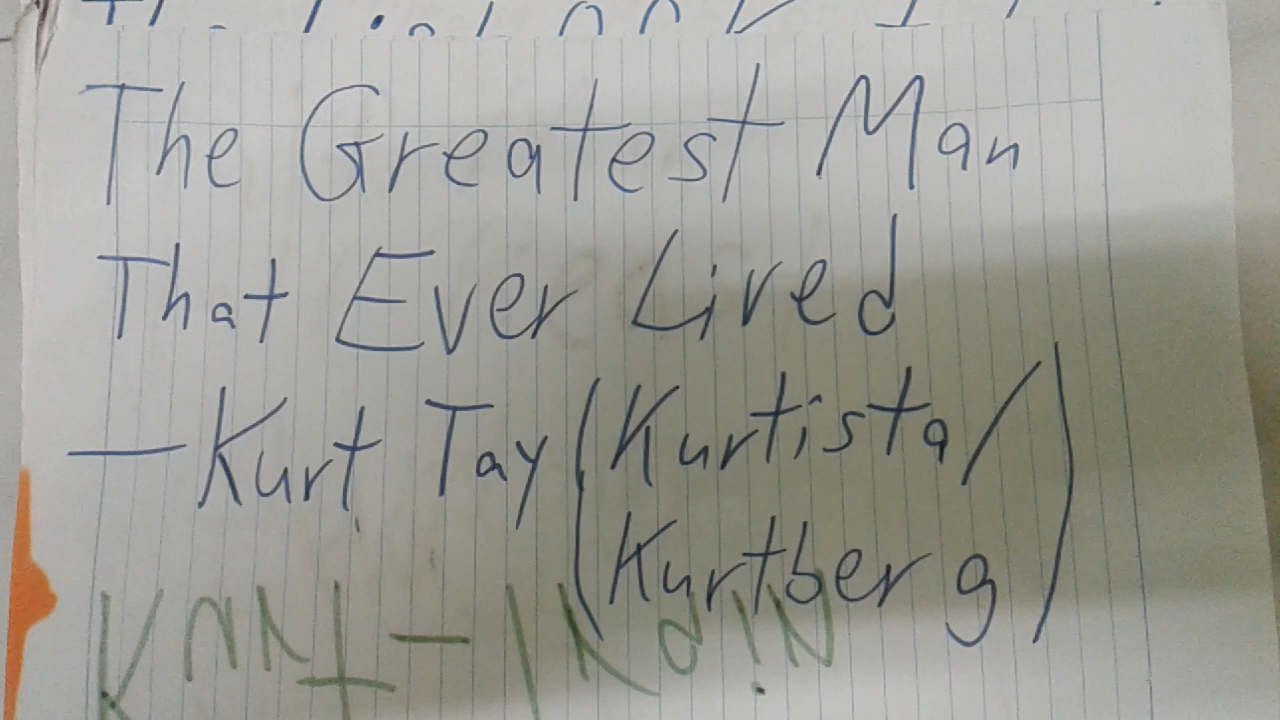 The Greatest Man
That Ever Lived
—Kurt Tay (Kurtista/
Kurtberg)